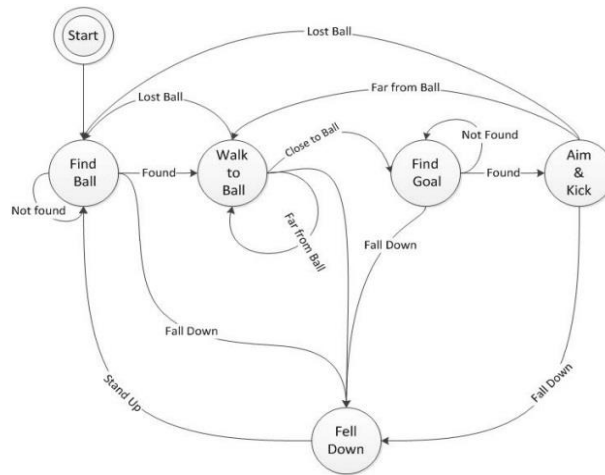 Start
Lost Ball
Lost Ball
Far from Ball
Close to Ball
Not Found
Find
Ball
Found
Walk
to
Ball
Find
Goal
Found
Aim
&
Kick
Not found
Far from Ball
Fall Down
Fall Down
Stand Up
Fall Down
Fell
Down